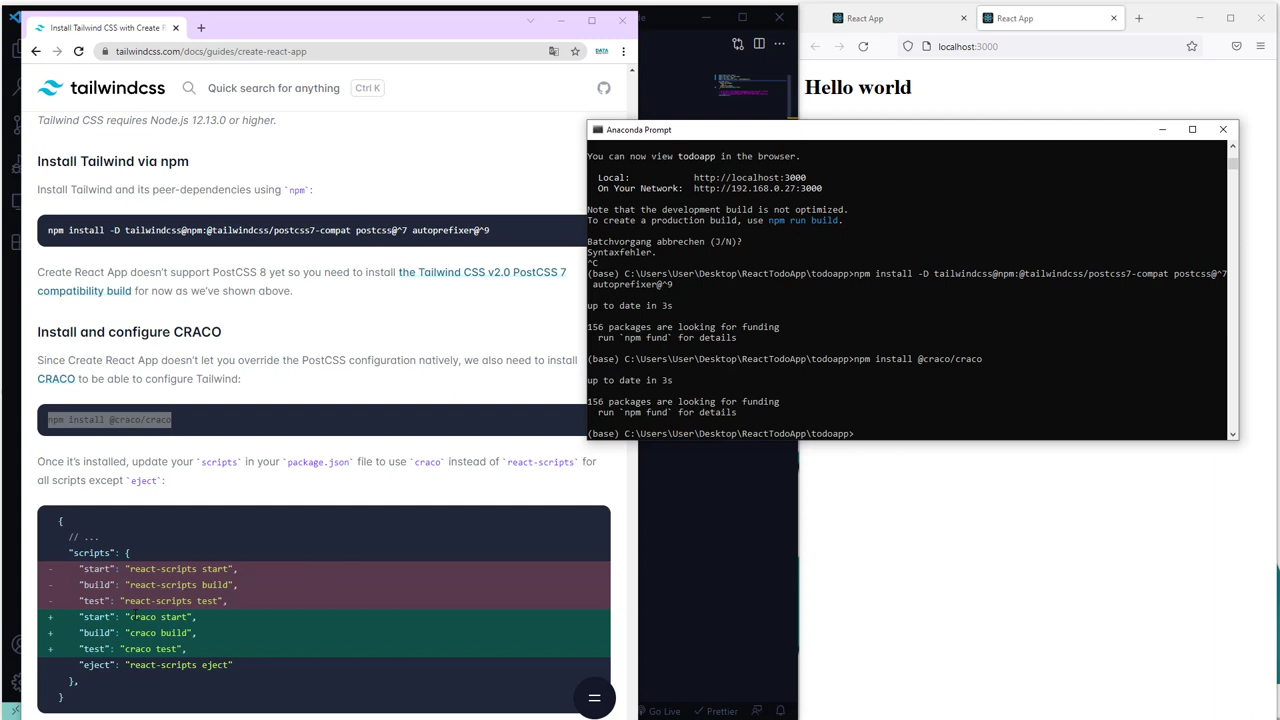 Install Tailwind CSS with Create R
tailwindcss.com/docs/guides/create-react-app
DATA
tailwindcss
Quick search for anything
Ctrl K
Tailwind CSS requires Node.js 12.13.0 or higher.
Install Tailwind via npm
Install Tailwind and its peer-dependencies using `npm`:
npm install -D tailwindcss@npm:@tailwindcss/postcss7-compat postcss@^7 autoprefixer@^9
Create React App doesn't support PostCSS 8 yet so you need to install the Tailwind CSS v2.0 PostCSS 7
compatibility build for now as we've shown above.
Install and configure CRACO
Since Create React App doesn't let you override the PostCSS configuration natively, we also need to install
CRACO to be able to configure Tailwind:
npm install @craco/craco
Once it's installed, update your `scripts` in your `package.json` file to use `craco` instead of `react-scripts` for
all scripts except `eject`:
{
// ...
"scripts": {
- "start": "react-scripts start",
- "build": "react-scripts build",
- "test": "react-scripts test",
+ "start": "craco start",
+ "build": "craco build",
+ "test": "craco test",
"eject": "react-scripts eject"
},
}
React App
React App
localhost:3000
Hello world
Anaconda Prompt
You can now view todoapp in the browser.
Local: http://localhost:3000
On Your Network: http://192.168.0.27:3000
Note that the development build is not optimized.
To create a production build, use npm run build.
Batchvorgang abbrechen (J/N)?
Syntaxfehler.
^C
(base) C:\Users\User\Desktop\ReactTodoApp\todoapp>npm install -D tailwindcss@npm:@tailwindcss/postcss7-compat postcss@^7
autoprefixer@^9
up to date in 3s
156 packages are looking for funding
run `npm fund` for details
(base) C:\Users\User\Desktop\ReactTodoApp\todoapp>npm install @craco/craco
up to date in 3s
156 packages are looking for funding
run `npm fund` for details
(base) C:\Users\User\Desktop\ReactTodoApp\todoapp>
Go Live
Prettier